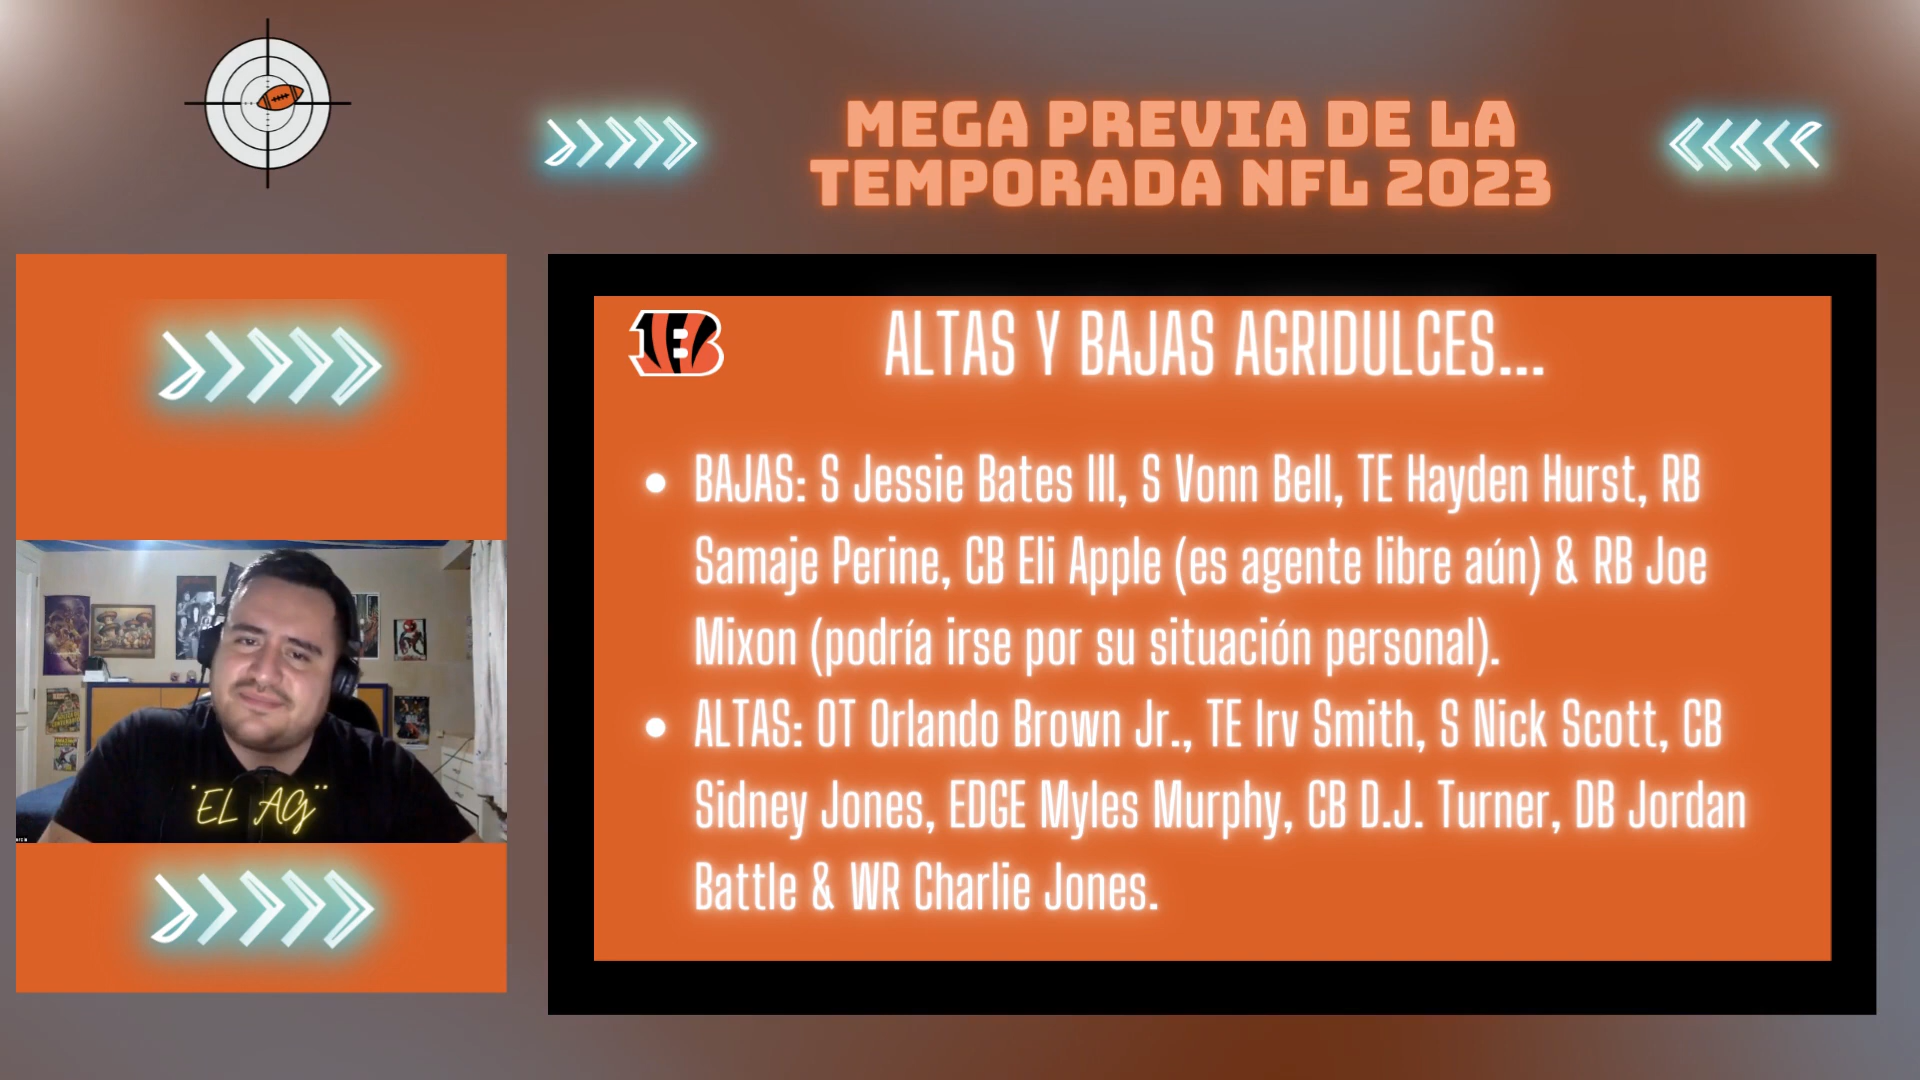 MEGA PREVIA DE LA
TEMPORADA NFL 2023
B
ALTAS Y BAJAS AGRIDULCES...
• BAJAS: S Jessie Bates III, S Vonn Bell, TE Hayden Hurst, RB
Samaje Perine, CB Eli Apple (es agente libre aún) & RB Joe
Mixon (podría irse por su situación personal).
• ALTAS: OT Orlando Brown Jr., TE Irv Smith, S Nick Scott, CB
Sidney Jones, EDGE Myles Murphy, CB D.J. Turner, DB Jordan
Battle & WR Charlie Jones.
¨EL AG¨